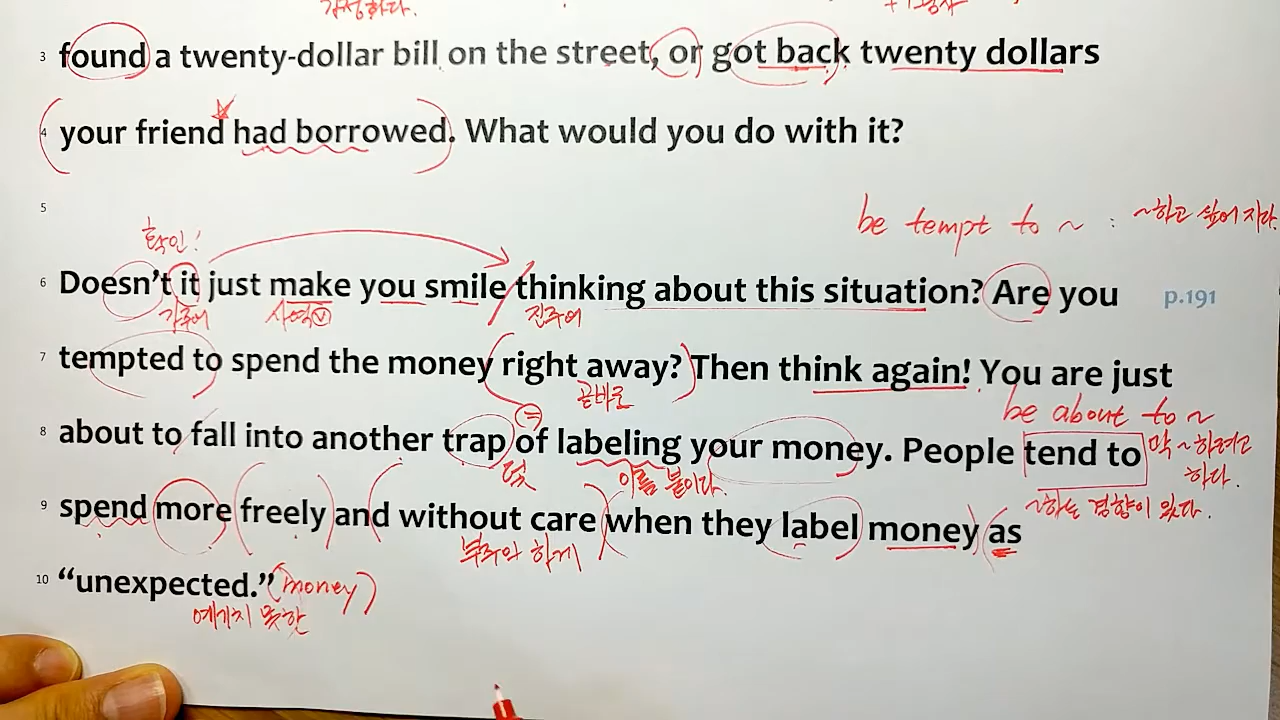 3 found a twenty-dollar bill on the street, or got back twenty dollars
4 your friend had borrowed. What would you do with it?
5
be tempt to ~ : ~하고 싶어 지다.
확인!
6 Doesn't it just make you smile thinking about this situation? Are you p.191
가주어 사역Ⓥ 진주어
7 tempted to spend the money right away? Then think again! You are just
곧바로 be about to ~
8 about to fall into another trap of labeling your money. People tend to 막 ~하려고 하다.
= 덫 이름 붙이다. ~하는 경향이 있다.
9 spend more freely and without care when they label money as
부주의 하게
10 “unexpected.” (money)
예기치 못한